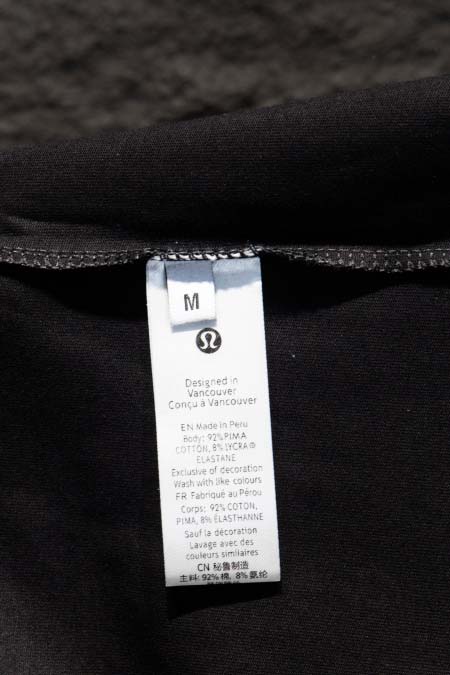 M
Designed in
Vancouver
Conçu à Vancouver
EN Made in Peru
Body: 92% PIMA
COTTON, 8% LYCRA®
ELASTANE
Exclusive of decoration
Wash with like colours
FR Fabriqué au Pérou
Corps: 92% COTON,
PIMA, 8% ÉLASTHANNE
Sauf la décoration
Lavage avec des
couleurs similaires
CN 秘鲁制造
主料: 92% 棉, 8% 氨纶